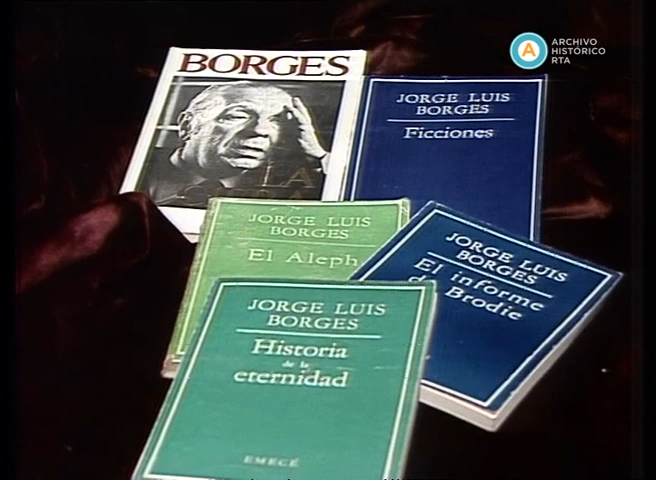 ARCHIVO
HISTÓRICO
RTA
A
BORGES
JORGE LUIS
BORGES
Ficciones
JORGE LUIS
BORGES
El Aleph
JORGE LUIS
BORGES
El informe
de Brodie
JORGE LUIS
BORGES
Historia
de la
eternidad
EMECÉ